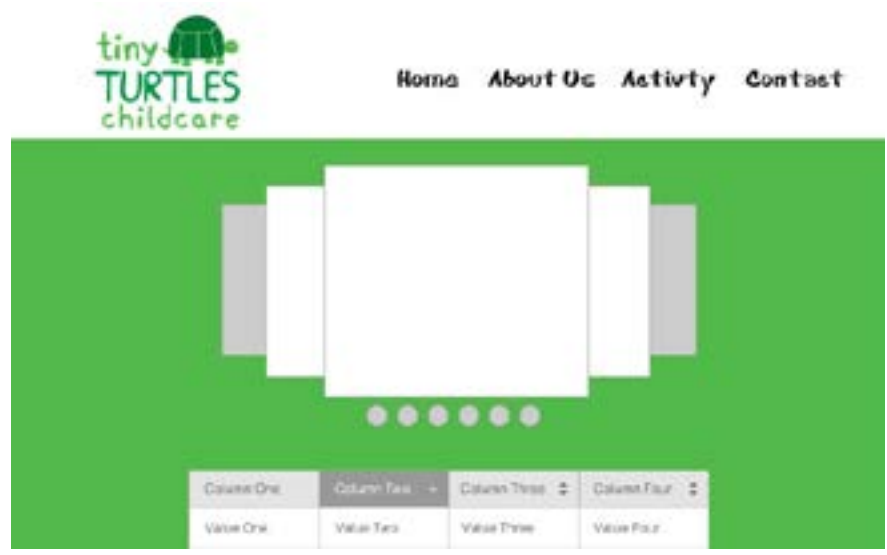 tiny
TURTLES
childcare
Home About Us Activty Contact
Column One Column Two Column Three Column Four
Value One Value Two Value Three Value Four